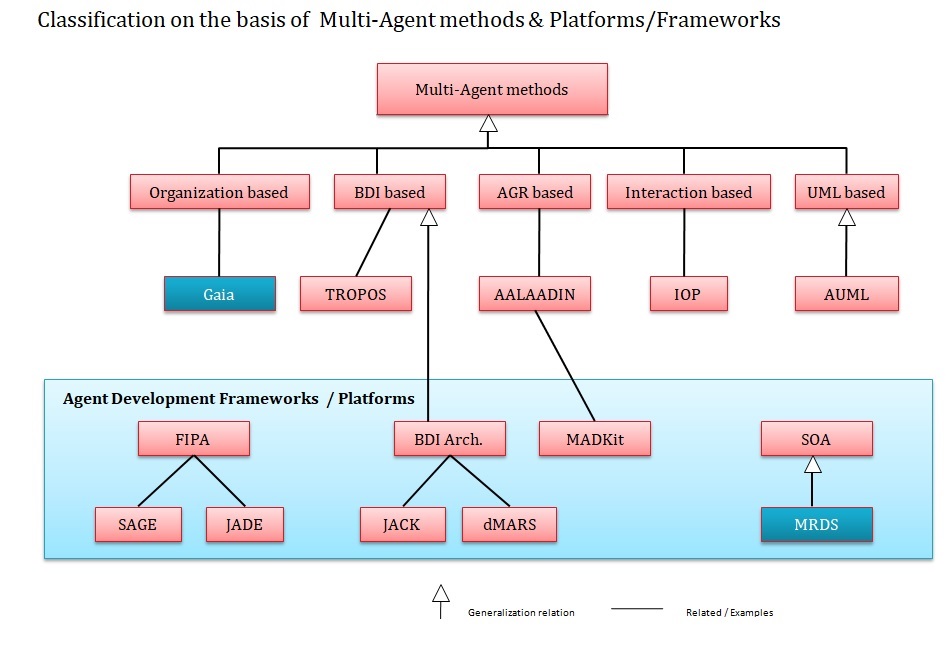 Classification on the basis of Multi-Agent methods & Platforms/Frameworks
Multi-Agent methods
Organization based
BDI based
AGR based
Interaction based
UML based
Gaia
TROPOS
AALAADIN
IOP
AUML
Agent Development Frameworks / Platforms
FIPA
BDI Arch.
MADKit
SOA
SAGE
JADE
JACK
dMARS
MRDS
Generalization relation
Related / Examples